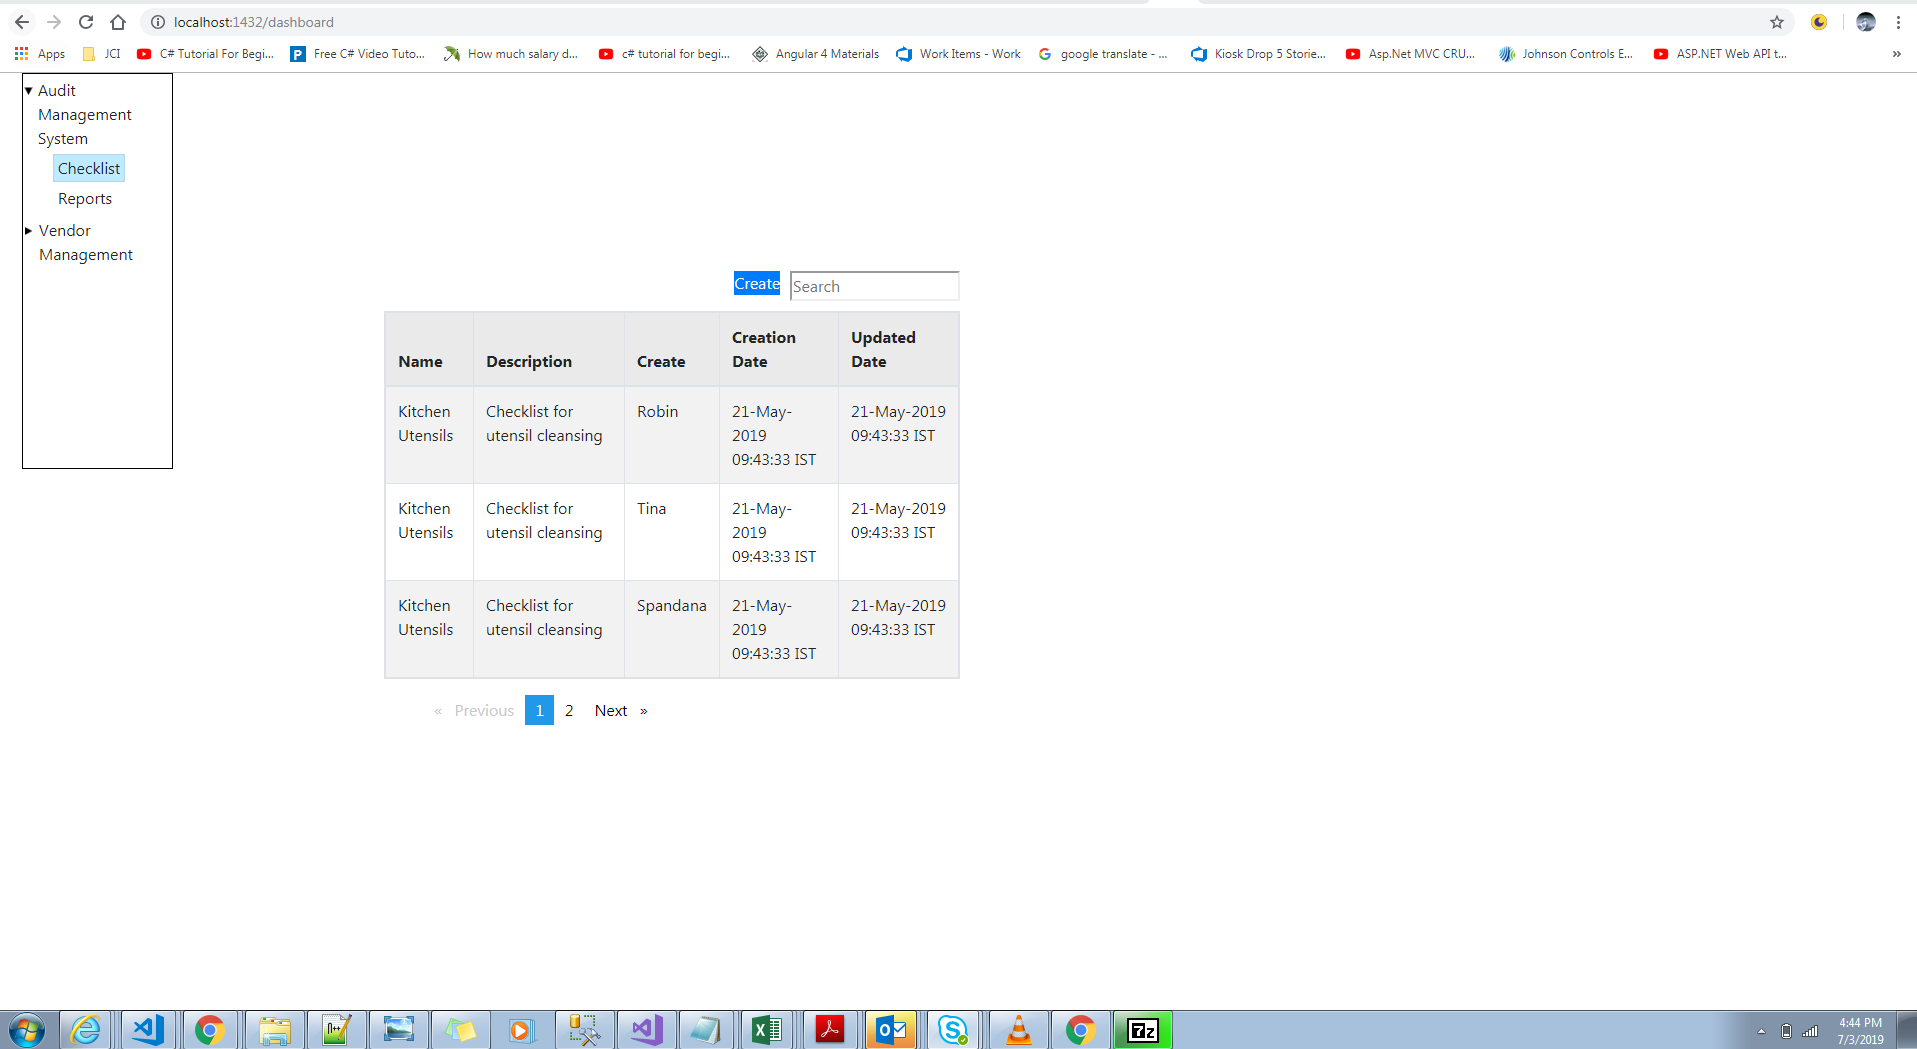 localhost:1432/dashboard
Apps JCI C# Tutorial For Begi... Free C# Video Tuto... How much salary d... c# tutorial for begi... Angular 4 Materials Work Items - Work google translate - ... Kiosk Drop 5 Storie... Asp.Net MVC CRU... Johnson Controls E... ASP.NET Web API t... »
Audit
Management
System
Checklist
Reports
Vendor
Management
Create Search
Name Description Create Creation Date Updated Date
Kitchen Utensils Checklist for utensil cleansing Robin 21-May-2019 09:43:33 IST 21-May-2019 09:43:33 IST
Kitchen Utensils Checklist for utensil cleansing Tina 21-May-2019 09:43:33 IST 21-May-2019 09:43:33 IST
Kitchen Utensils Checklist for utensil cleansing Spandana 21-May-2019 09:43:33 IST 21-May-2019 09:43:33 IST
« Previous 1 2 Next »
4:44 PM
7/3/2019